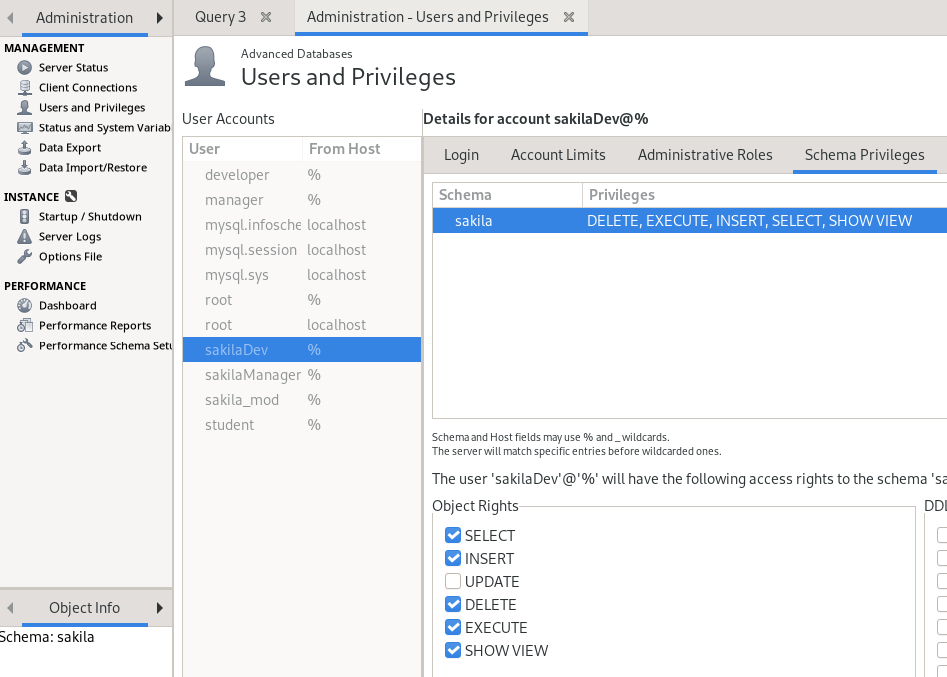 Administration
Query 3
Administration - Users and Privileges
MANAGEMENT
Server Status
Client Connections
Users and Privileges
Status and System Variab
Data Export
Data Import/Restore
INSTANCE
Startup / Shutdown
Server Logs
Options File
PERFORMANCE
Dashboard
Performance Reports
Performance Schema Setu
Object Info
Schema: sakila
Advanced Databases
Users and Privileges
User Accounts
User From Host
developer %
manager %
mysql.infosche localhost
mysql.session localhost
mysql.sys localhost
root %
root localhost
sakilaDev %
sakilaManager %
sakila_mod %
student %
Details for account sakilaDev@%
Login Account Limits Administrative Roles Schema Privileges
Schema Privileges
sakila DELETE, EXECUTE, INSERT, SELECT, SHOW VIEW
Schema and Host fields may use % and _ wildcards.
The server will match specific entries before wildcarded ones.
The user 'sakilaDev'@'%' will have the following access rights to the schema 'sa
Object Rights
SELECT
INSERT
UPDATE
DELETE
EXECUTE
SHOW VIEW
DDL